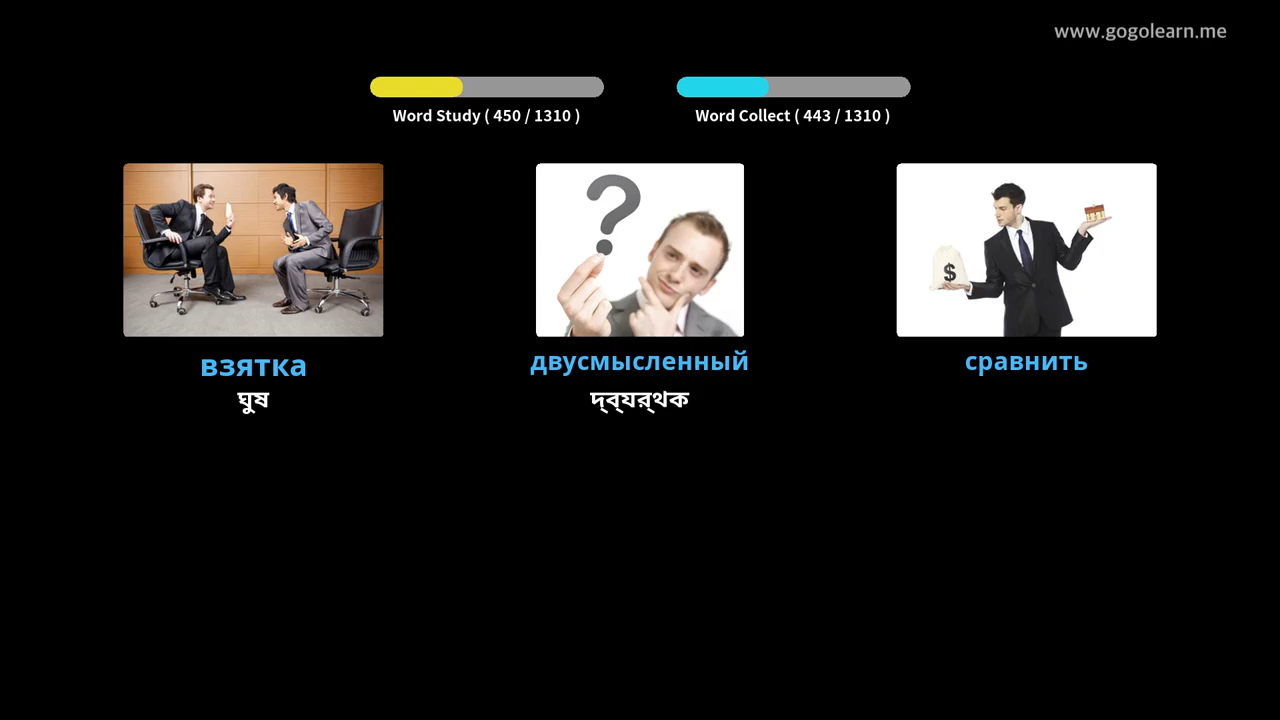 www.gogolearn.me
Word Study ( 450 / 1310 )
Word Collect ( 443 / 1310 )
$
взятка
двусмысленный
сравнить
ঘুষ
দ্ব্যর্থক